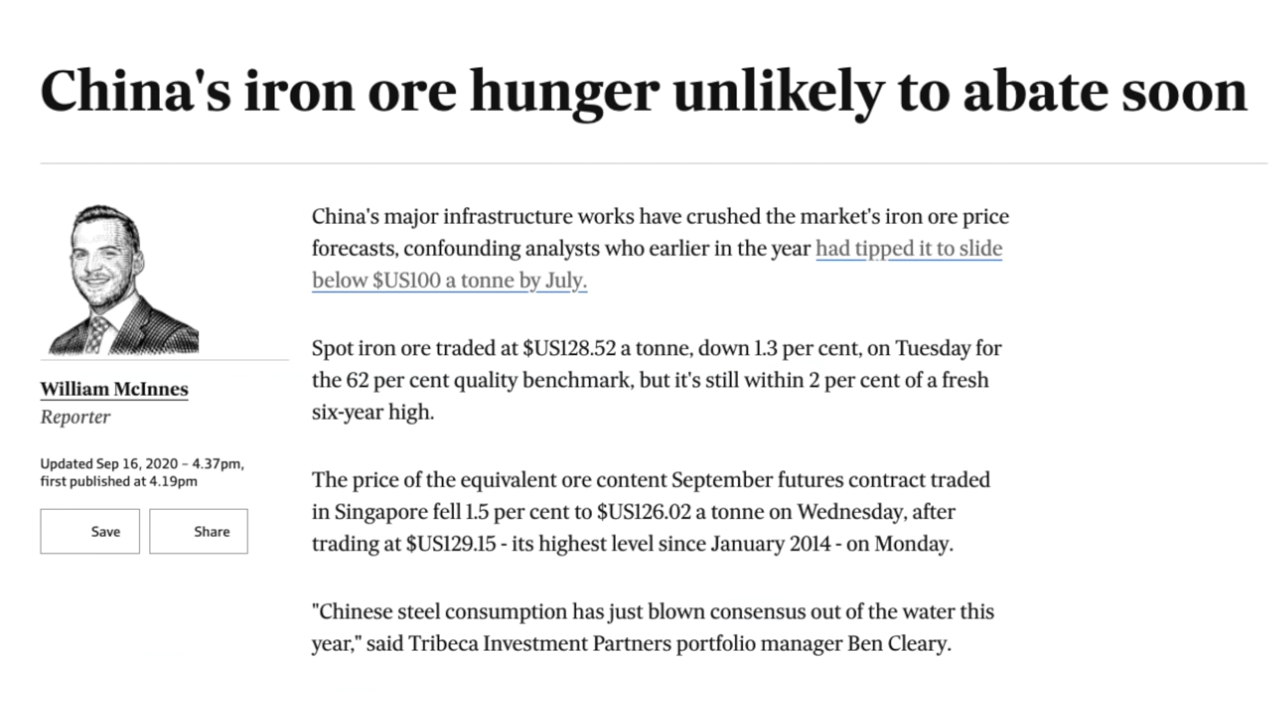 China's iron ore hunger unlikely to abate soon
William McInnes
Reporter
Updated Sep 16, 2020 – 4.37pm,
first published at 4.19pm
Save
Share
China's major infrastructure works have crushed the market's iron ore price
forecasts, confounding analysts who earlier in the year had tipped it to slide
below $US100 a tonne by July.
Spot iron ore traded at $US128.52 a tonne, down 1.3 per cent, on Tuesday for
the 62 per cent quality benchmark, but it's still within 2 per cent of a fresh
six-year high.
The price of the equivalent ore content September futures contract traded
in Singapore fell 1.5 per cent to $US126.02 a tonne on Wednesday, after
trading at $US129.15 - its highest level since January 2014 - on Monday.
"Chinese steel consumption has just blown consensus out of the water this
year," said Tribeca Investment Partners portfolio manager Ben Cleary.